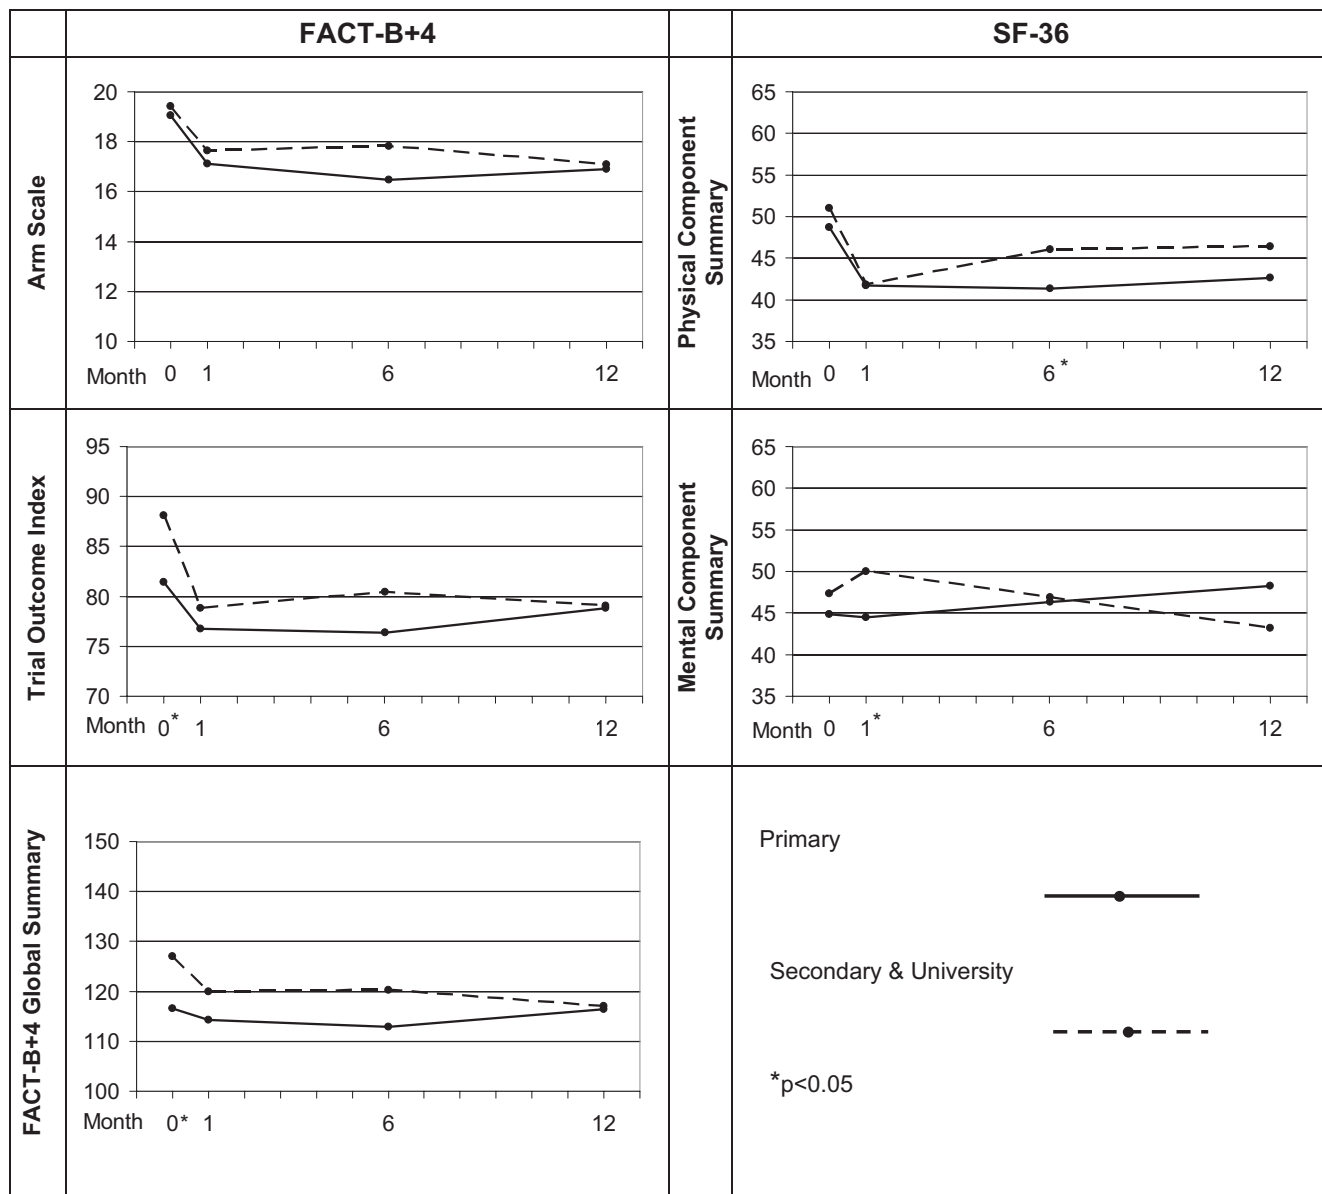 FACT-B+4
SF-36
Arm Scale
20
18
16
14
12
10
Month 0 1 6 12
Physical Component
Summary
65
60
55
50
45
40
35
Month 0 1 6* 12
Trial Outcome Index
95
90
85
80
75
70
Month 0* 1 6 12
Mental Component
Summary
65
60
55
50
45
40
35
Month 0 1* 6 12
FACT-B+4 Global Summary
150
140
130
120
110
100
Month 0* 1 6 12
Primary
Secondary & University
*p<0.05